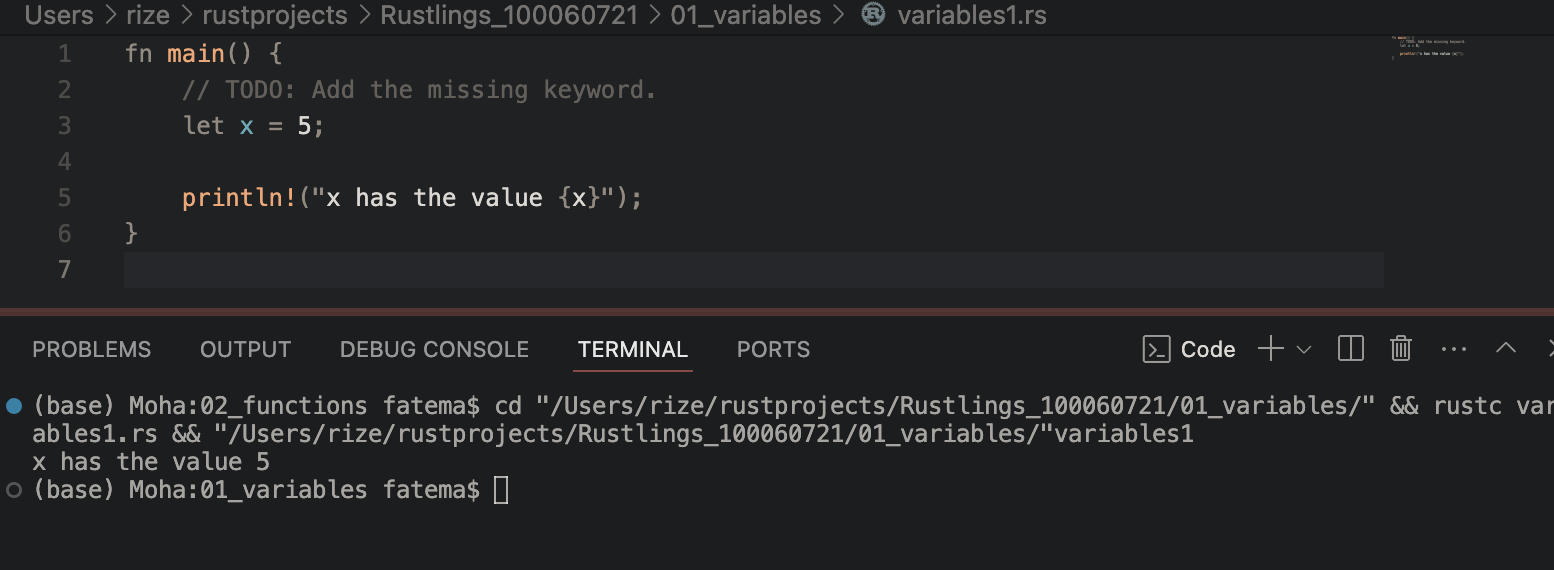 Users > rize > rustprojects > Rustlings_100060721 > 01_variables > variables1.rs
1 fn main() {
2     // TODO: Add the missing keyword.
3     let x = 5;
4
5     println!("x has the value {x}");
6 }
7
PROBLEMS OUTPUT DEBUG CONSOLE TERMINAL PORTS Code
(base) Moha:02_functions fatema$ cd "/Users/rize/rustprojects/Rustlings_100060721/01_variables/" && rustc var
ables1.rs && "/Users/rize/rustprojects/Rustlings_100060721/01_variables/"variables1
x has the value 5
(base) Moha:01_variables fatema$